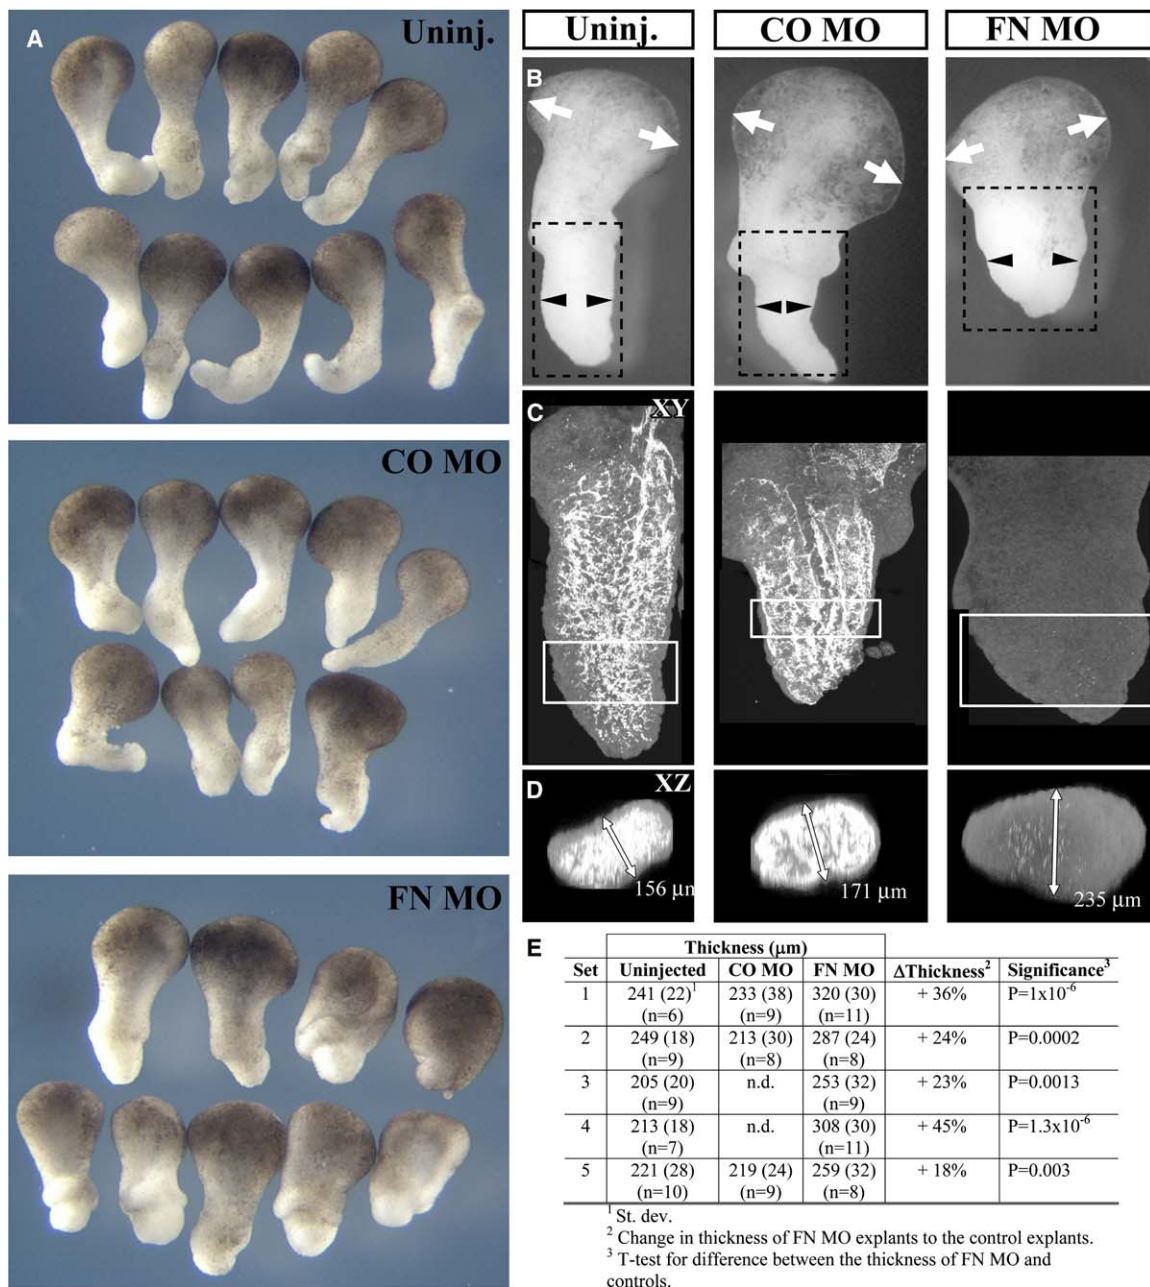 A
Uninj.
CO MO
FN MO
Uninj.
CO MO
FN MO
B
C
XY
D
XZ
156 μm
171 μm
235 μm
E
Thickness (μm)
Set Uninjected CO MO FN MO ΔThickness² Significance³
1 241 (22)¹ 233 (38) 320 (30) + 36% P=1x10⁻⁶
(n=6) (n=9) (n=11)
2 249 (18) 213 (30) 287 (24) + 24% P=0.0002
(n=9) (n=8) (n=8)
3 205 (20) n.d. 253 (32) + 23% P=0.0013
(n=9) (n=9)
4 213 (18) n.d. 308 (30) + 45% P=1.3x10⁻⁶
(n=7) (n=11)
5 221 (28) 219 (24) 259 (32) + 18% P=0.003
(n=10) (n=9) (n=8)
¹ St. dev.
² Change in thickness of FN MO explants to the control explants.
³ T-test for difference between the thickness of FN MO and
controls.